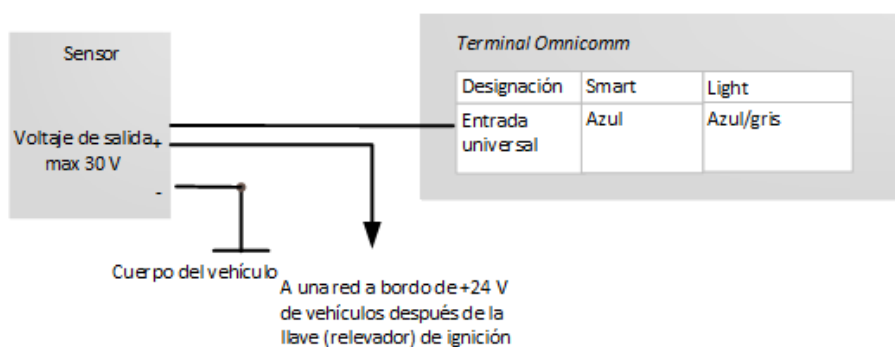 Sensor
Voltaje de salida
max 30 V
+
-
Cuerpo del vehículo
A una red a bordo de +24 V
de vehículos después de la
llave (relevador) de ignición
Terminal Omnicomm
Designación Smart Light
Entrada Azul Azul/gris
universal